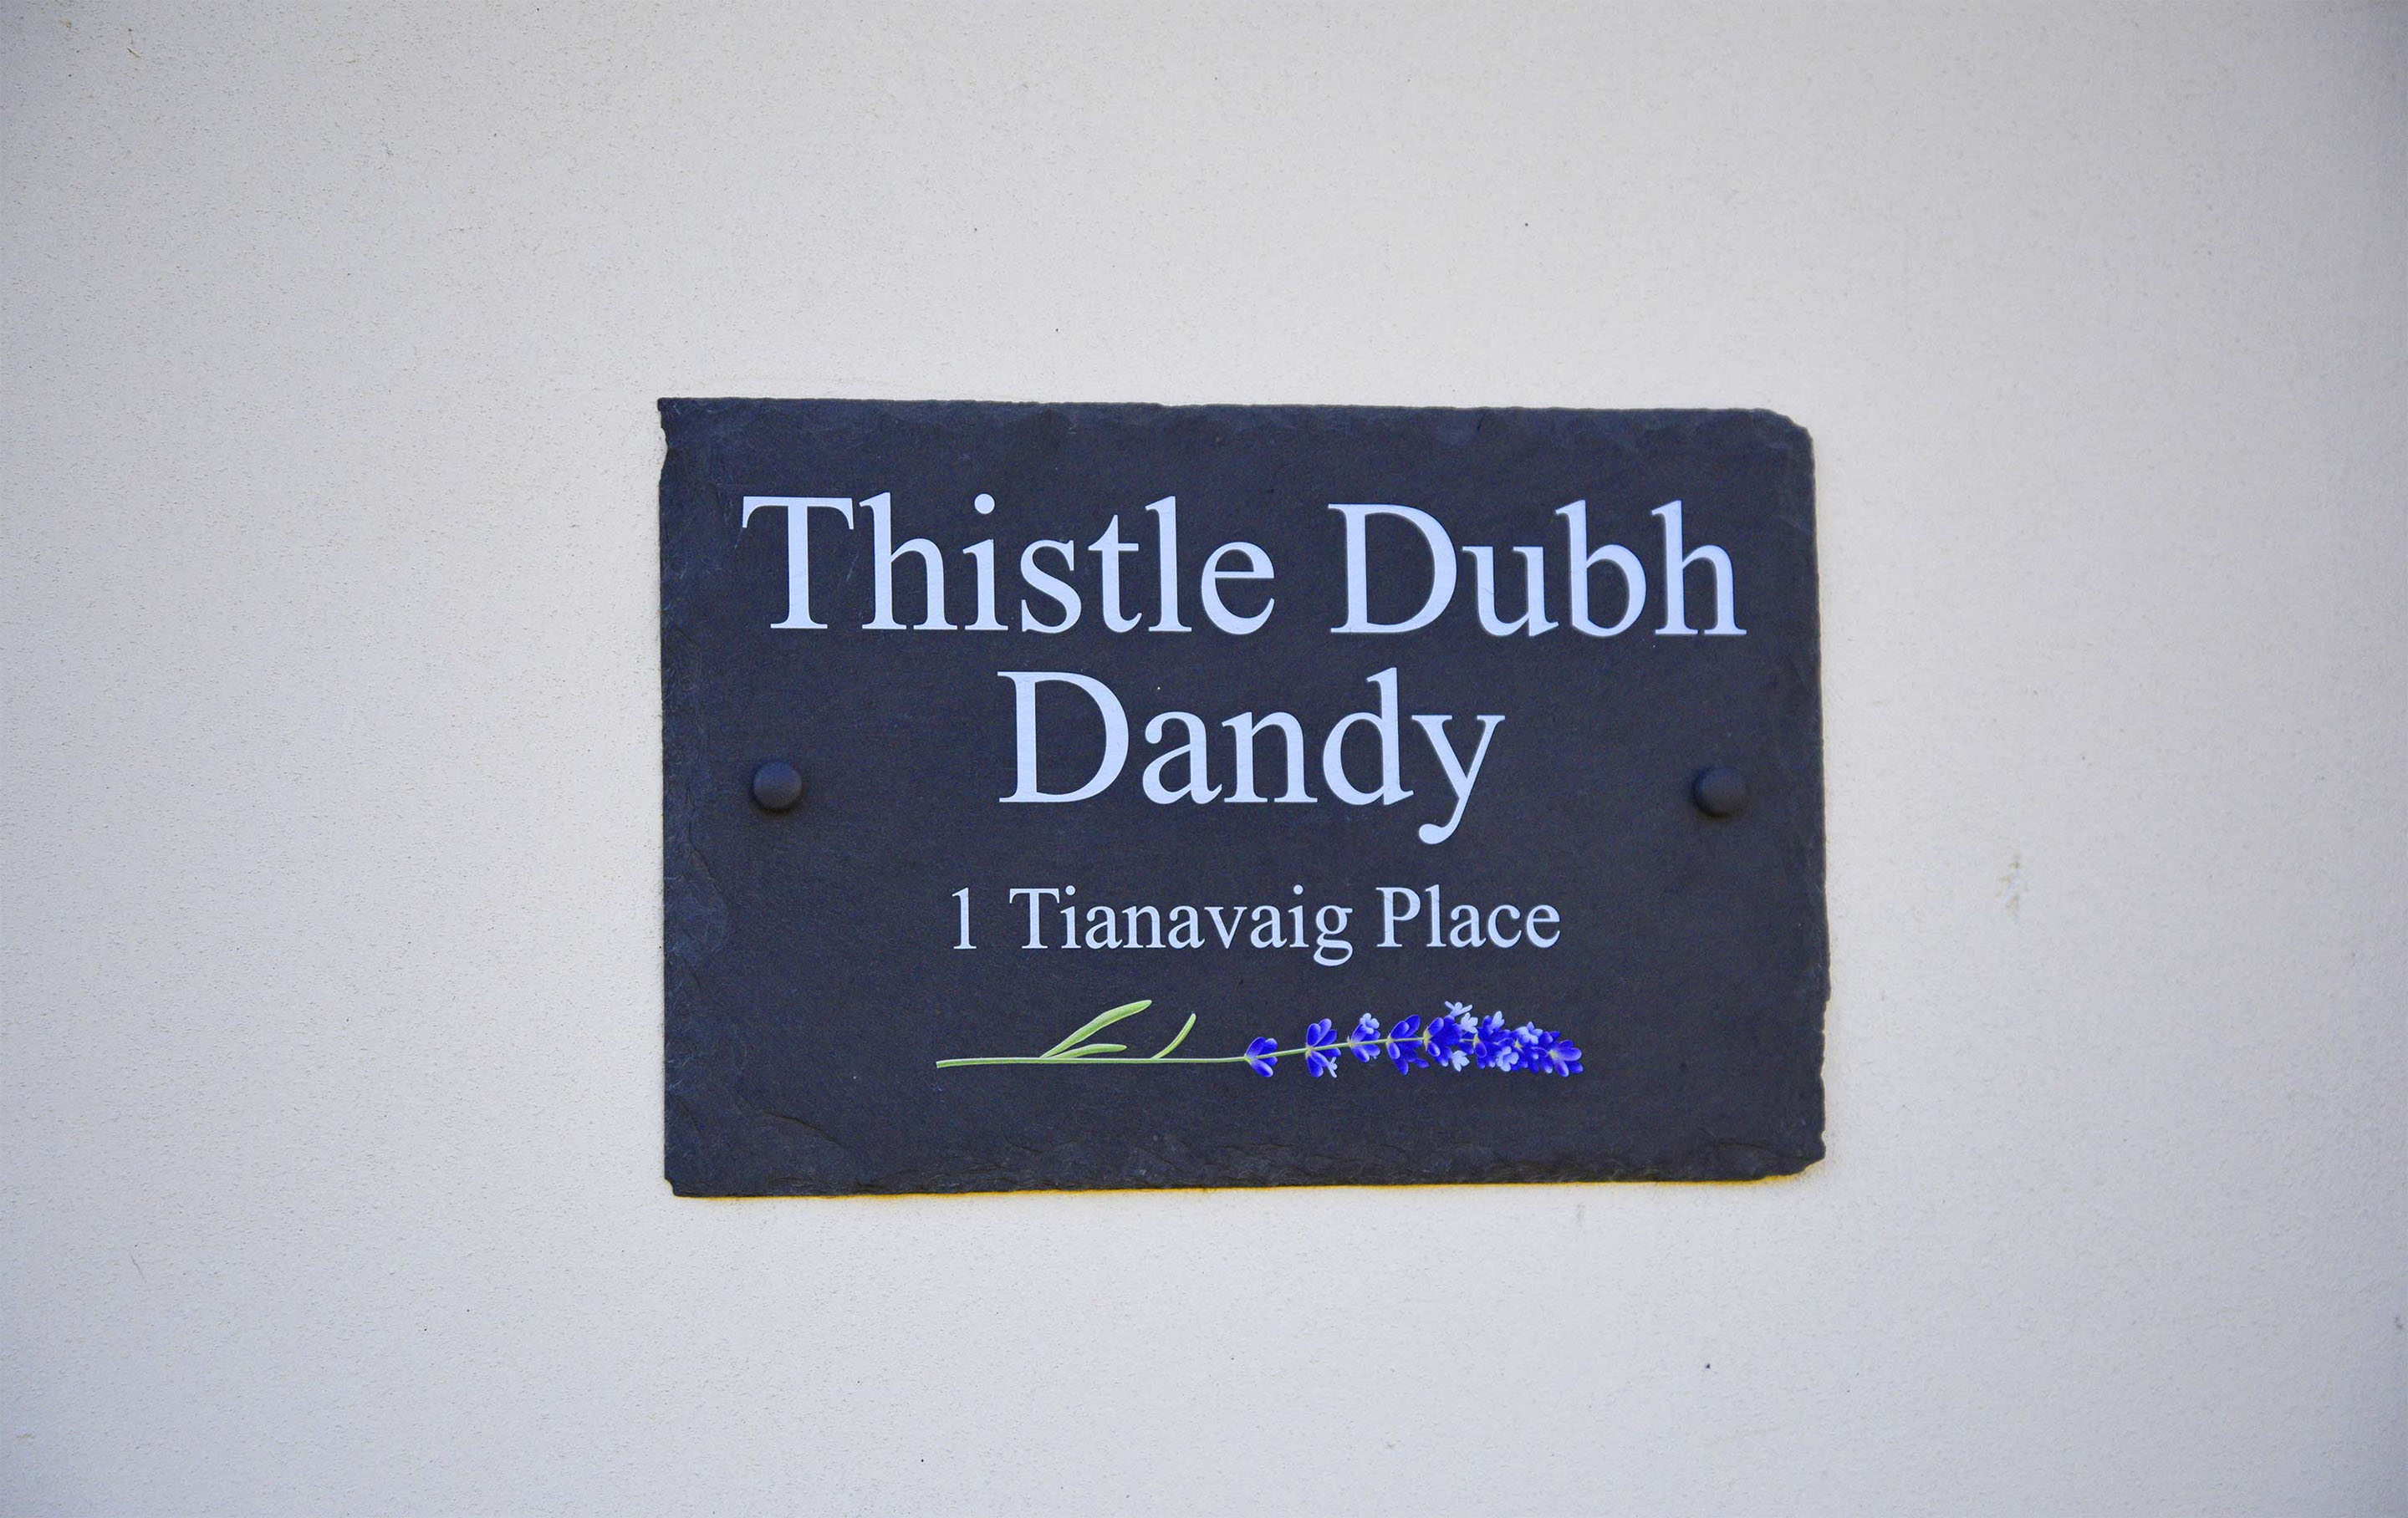 Thistle Dubh
Dandy
1 Tianavaig Place